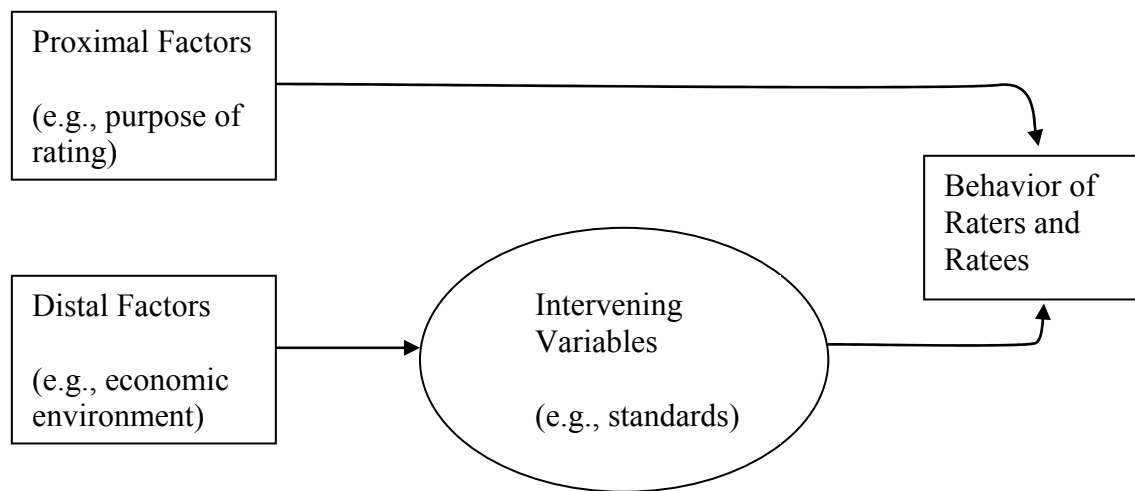 Proximal Factors
(e.g., purpose of
rating)
Behavior of
Raters and
Ratees
Distal Factors
(e.g., economic
environment)
Intervening
Variables
(e.g., standards)